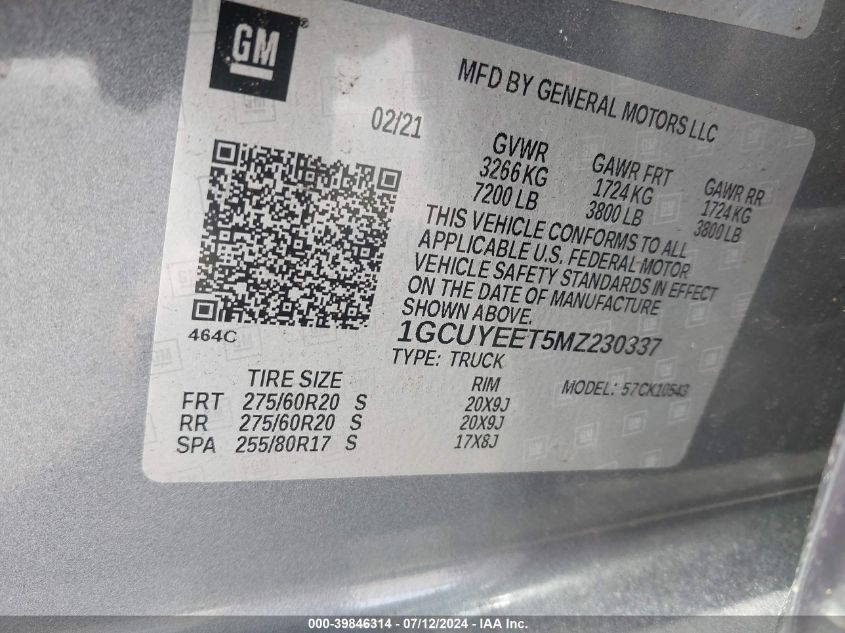 GM
MFD BY GENERAL MOTORS LLC
02/21
GVWR
3266 KG
7200 LB
GAWR FRT
1724 KG
3800 LB
GAWR RR
1724 KG
3800 LB
THIS VEHICLE CONFORMS TO ALL
APPLICABLE U.S. FEDERAL MOTOR
VEHICLE SAFETY STANDARDS IN EFFECT
ON THE DATE OF MANUFACTURE
SHOWN ABOVE.
464C
1GCUYEET5MZ230337
TYPE: TRUCK
MODEL: 57CK10543
TIRE SIZE RIM
FRT 275/60R20 S 20X9J
RR 275/60R20 S 20X9J
SPA 255/80R17 S 17X8J
000-39846314 - 07/12/2024 - IAA Inc.